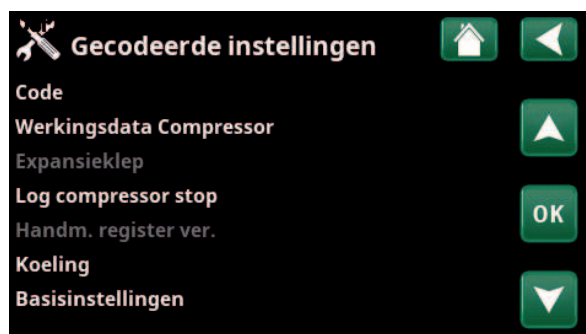 Gecodeerde instellingen
Code
Werkingsdata Compressor
Expansieklep
Log compressor stop
OK
Handm. register ver.
Koeling
Basisinstellingen